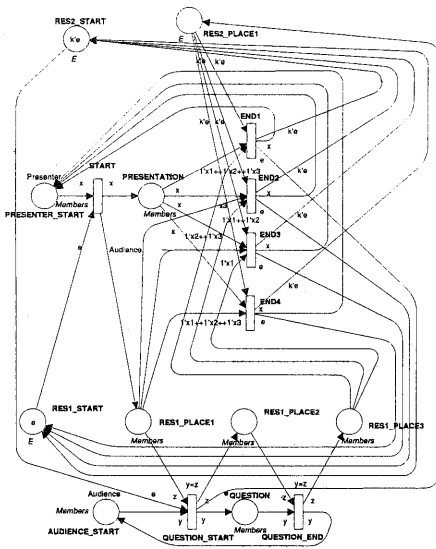 RES2_START
RES2_PLACE1
k'e
E
E
k'e
k'e
k'e
k'e
END1
x
k'e
e
Presenter
START
PRESENTATION
1'x1++1'x2++1'x3
END2
x
x
x
x
k'e
Members
Members
PRESENTER_START
x3
e
1'x1++1'x2
k'e
x
END3
Audience
1'x2++1'x3
x
x
e
e
1'x1
k'e
END4
x
1'x1++1'x2++1'x3
e
RES1_START
RES1_PLACE1
RES1_PLACE2
RES1_PLACE3
e
E
Members
Members
Members
y=z
y=z
Audience
e
z
z
e
QUESTION
z
z
Members
y
y
Members
y
y
AUDIENCE_START
QUESTION_START
QUESTION_END